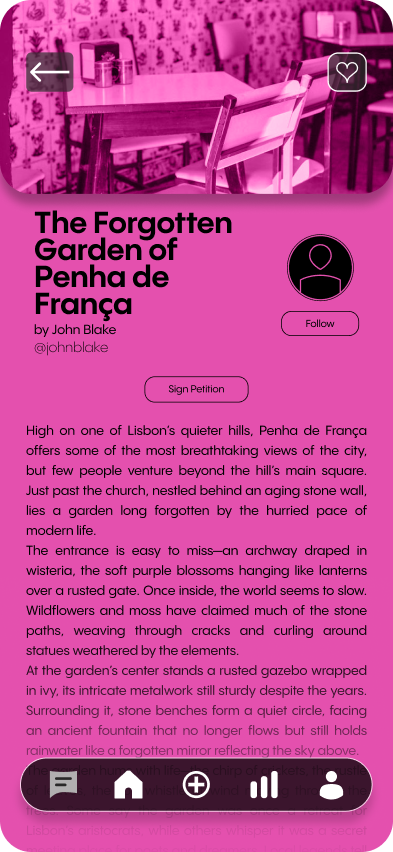 The Forgotten
Garden of
Penha de
França
by John Blake
@johnblake
Follow
Sign Petition
High on one of Lisbon's quieter hills, Penha de França
offers some of the most breathtaking views of the city,
but few people venture beyond the hill's main square.
Just past the church, nestled behind an aging stone wall,
lies a garden long forgotten by the hurried pace of
modern life.
The entrance is easy to miss—an archway draped in
wisteria, the soft purple blossoms hanging like lanterns
over a rusted gate. Once inside, the world seems to slow.
Wildflowers and moss have claimed much of the stone
paths, weaving through cracks and curling around
statues weathered by the elements.
At the garden's center stands a rusted gazebo wrapped
in ivy, its intricate metalwork still sturdy despite the years.
Surrounding it, stone benches form a quiet circle, facing
an ancient fountain that no longer flows but still holds
rainwater like a forgotten mirror reflecting the sky above.
Lisbon's aristocrats, while others whisper it was a secret